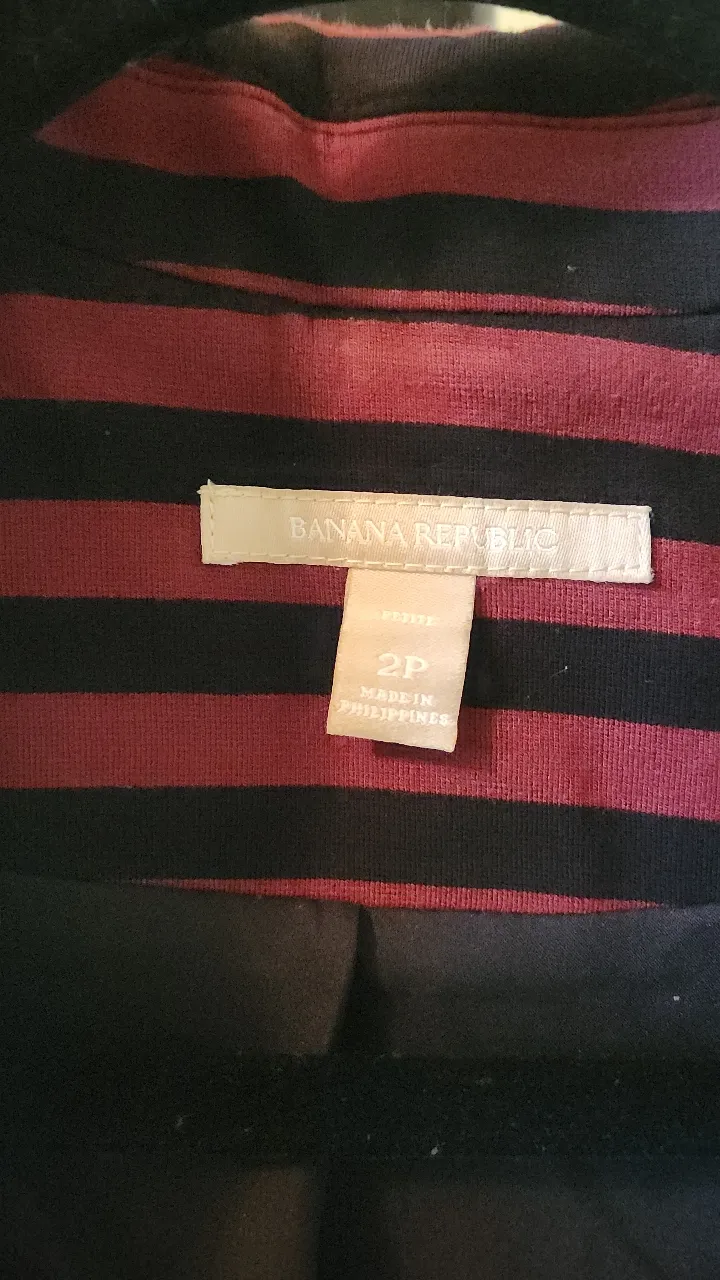 BANANA REPUBLIC
PETITE
2P
MADE IN
PHILIPPINES